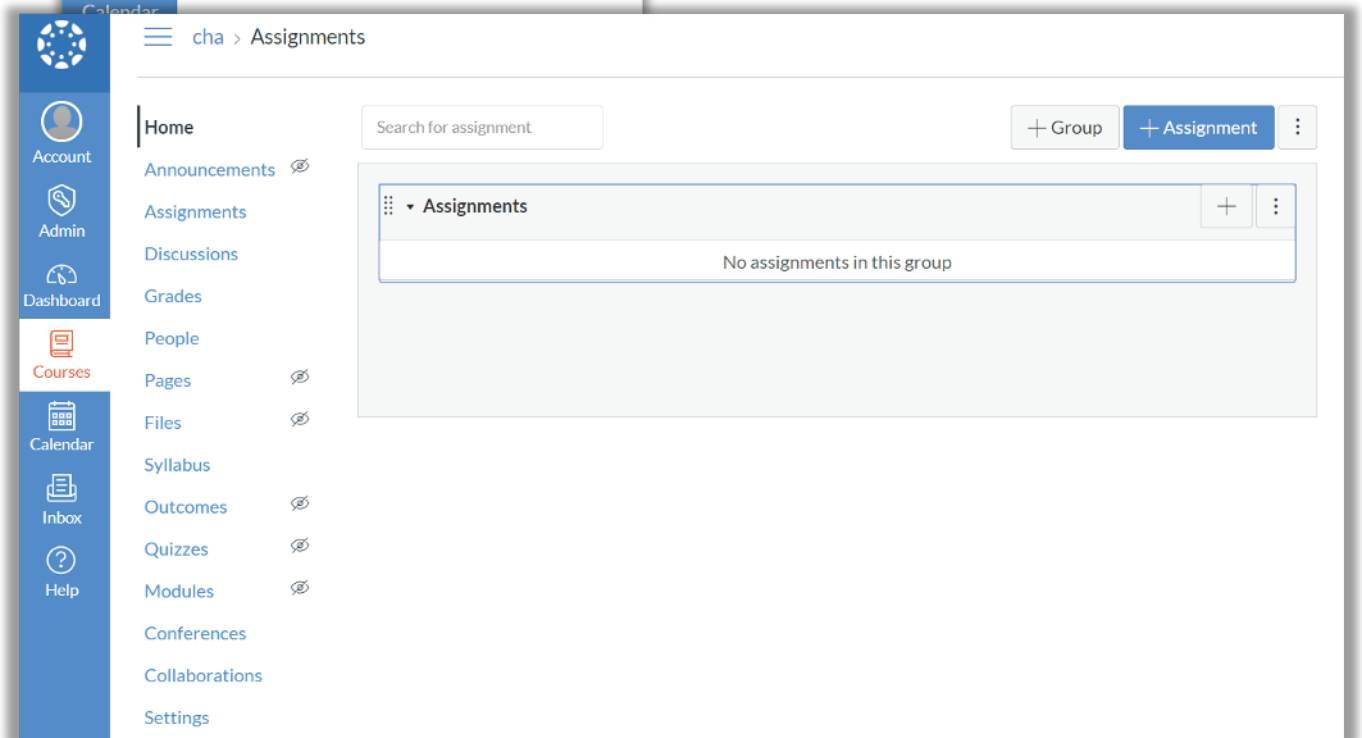 Calendar
cha > Assignments
Account
Admin
Dashboard
Courses
Calendar
Inbox
Help
Home
Announcements
Assignments
Discussions
Grades
People
Pages
Files
Syllabus
Outcomes
Quizzes
Modules
Conferences
Collaborations
Settings
Search for assignment
+ Group
+ Assignment
Assignments
No assignments in this group